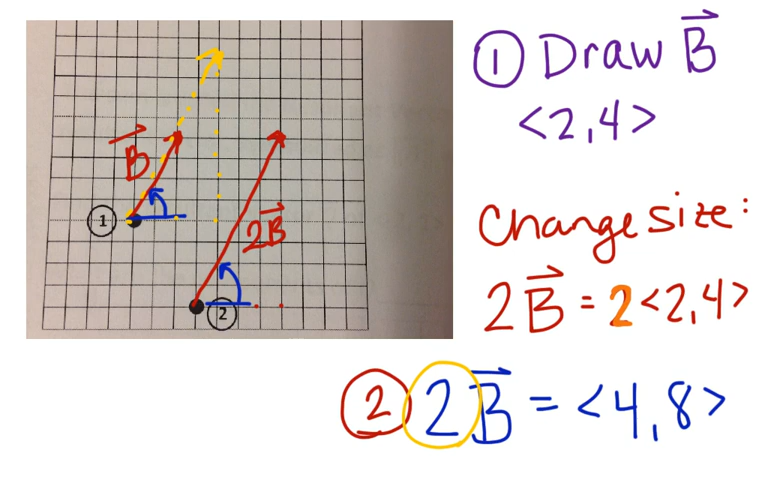 ① Draw B⃗
<2,4>
B⃗
①
2B⃗
②
Change size:
2B⃗ = 2<2,4>
② 2B⃗ = <4,8>